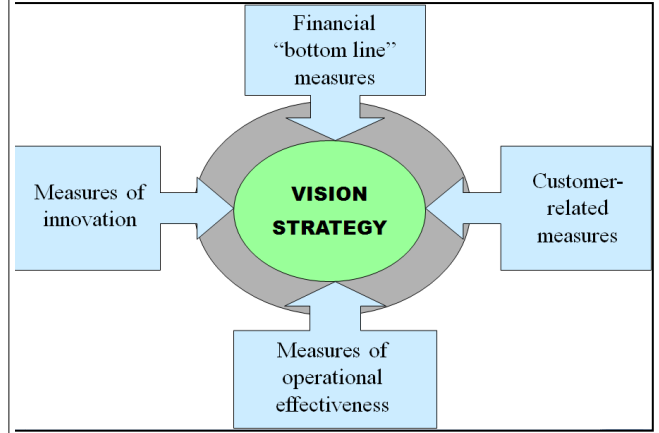 Financial
“bottom line”
measures
Measures of
innovation
VISION
STRATEGY
Customer-
related
measures
Measures of
operational
effectiveness